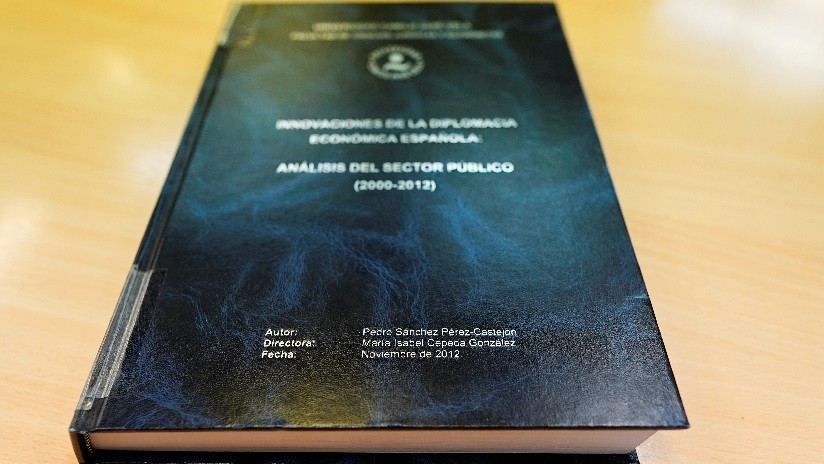 INNOVACIONES DE LA DIPLOMACIA
ECONÓMICA ESPAÑOLA:
ANÁLISIS DEL SECTOR PÚBLICO
(2000-2012)
Autor: Pedro Sánchez Pérez-Castejón
Directora: María Isabel Cepeda González
Fecha: Noviembre de 2012